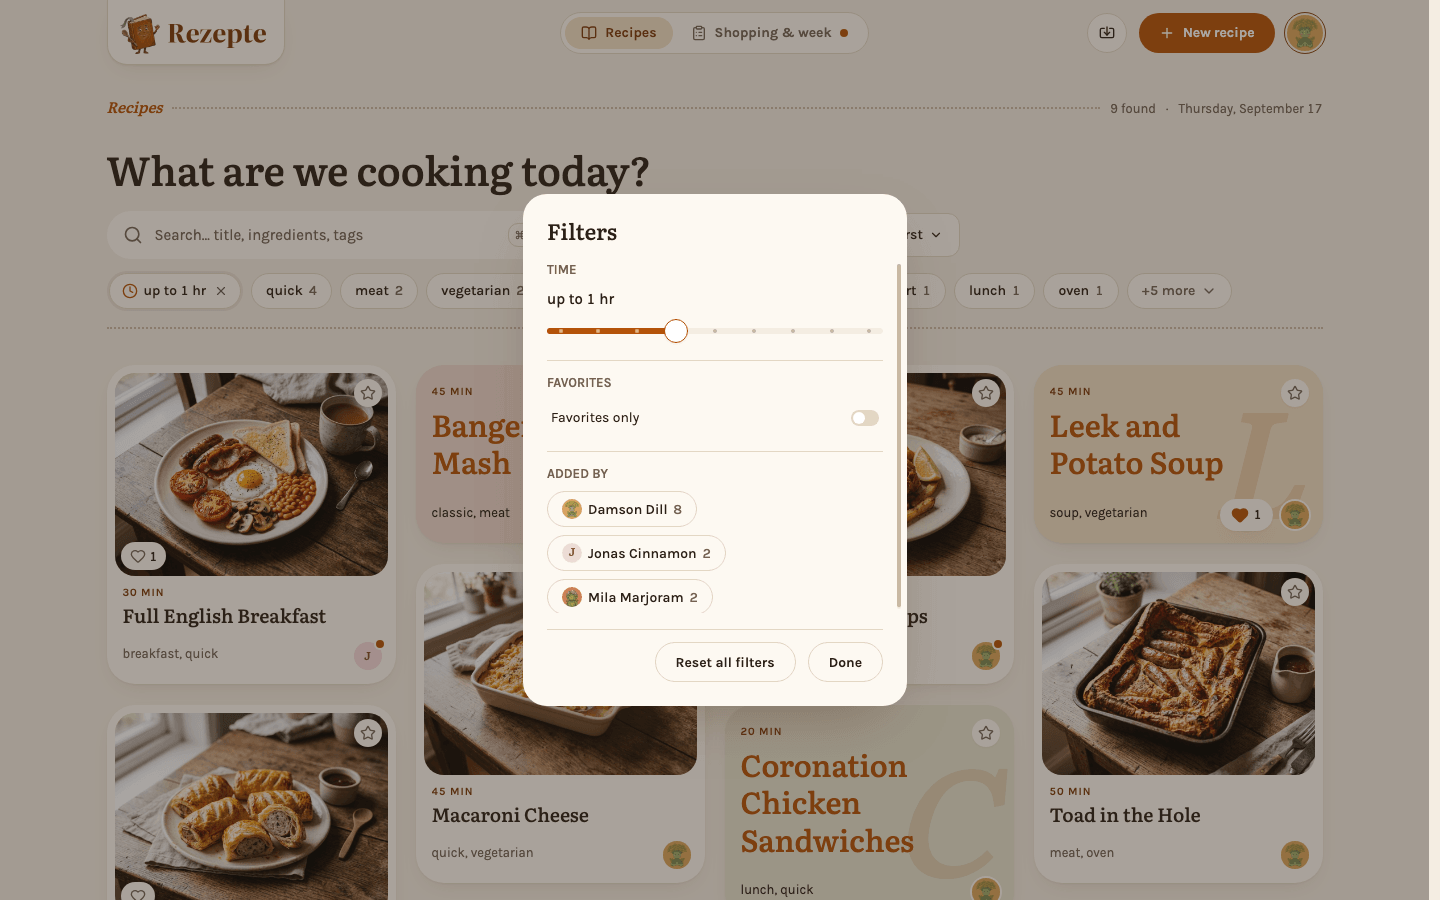 Rezepte
Recipes
Shopping & week
New recipe
Recipes
9 found · Thursday, September 17
What are we cooking today?
Search... title, ingredients, tags
up to 1 hr
quick 4
meat 2
vegetarian
lunch 1
oven 1
+5 more
Filters
TIME
up to 1 hr
FAVORITES
Favorites only
ADDED BY
Damson Dill 8
J Jonas Cinnamon 2
Mila Marjoram 2
Reset all filters
Done
1
30 MIN
Full English Breakfast
breakfast, quick
J
45 MIN
Mash
classic, meat
45 MIN
Macaroni Cheese
quick, vegetarian
20 MIN
Coronation
Chicken
Sandwiches
C
lunch, quick
45 MIN
Leek and
Potato Soup
L
soup, vegetarian
1
50 MIN
Toad in the Hole
meat, oven